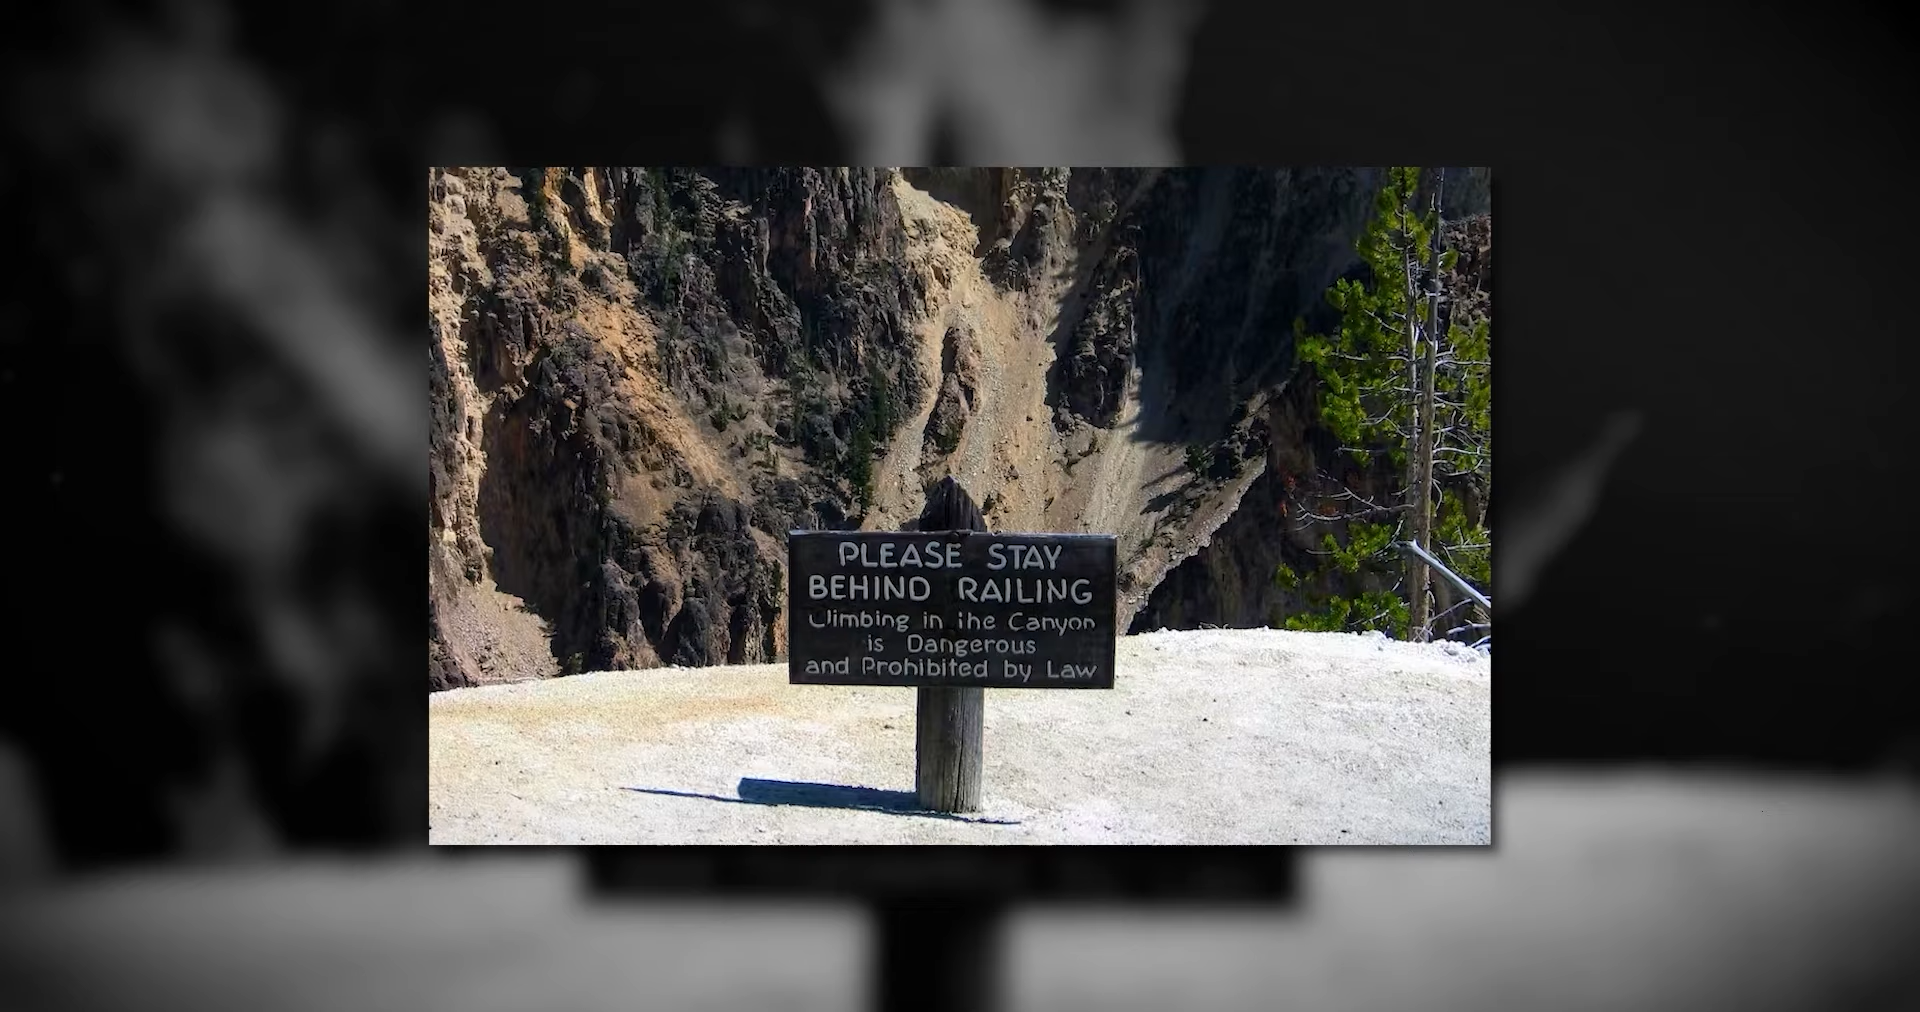 PLEASE STAY
BEHIND RAILING
Climbing in the Canyon
is Dangerous
and Prohibited by Law